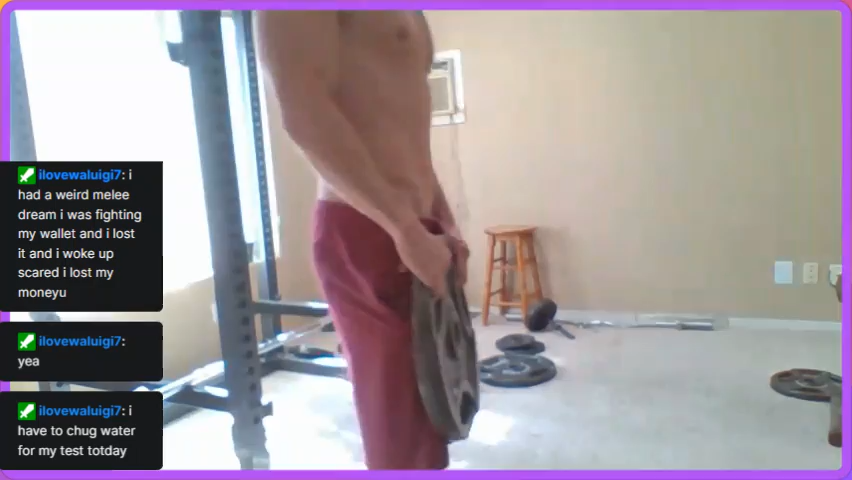 ilovewaluigi7: i
had a weird melee
dream i was fighting
my wallet and i lost
it and i woke up
scared i lost my
moneyu
ilovewaluigi7:
yea
ilovewaluigi7: i
have to chug water
for my test totday